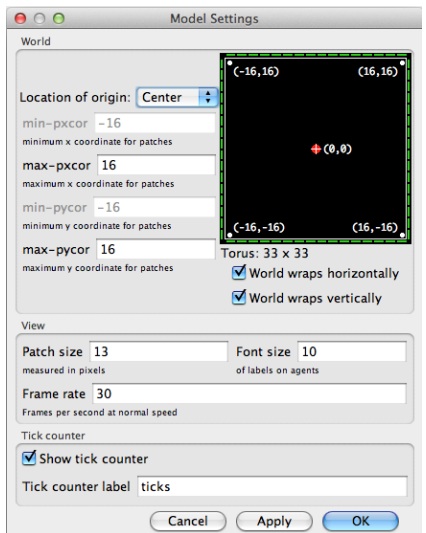 Model Settings
World
(-16,16) (16,16)
Location of origin: Center
min-pxcor -16
minimum x coordinate for patches
max-pxcor 16
maximum x coordinate for patches
(0,0)
min-pycor -16
minimum y coordinate for patches
(-16,-16) (16,-16)
max-pycor 16
maximum y coordinate for patches
Torus: 33 x 33
World wraps horizontally
World wraps vertically
View
Patch size 13 Font size 10
measured in pixels of labels on agents
Frame rate 30
Frames per second at normal speed
Tick counter
Show tick counter
Tick counter label ticks
Cancel Apply OK